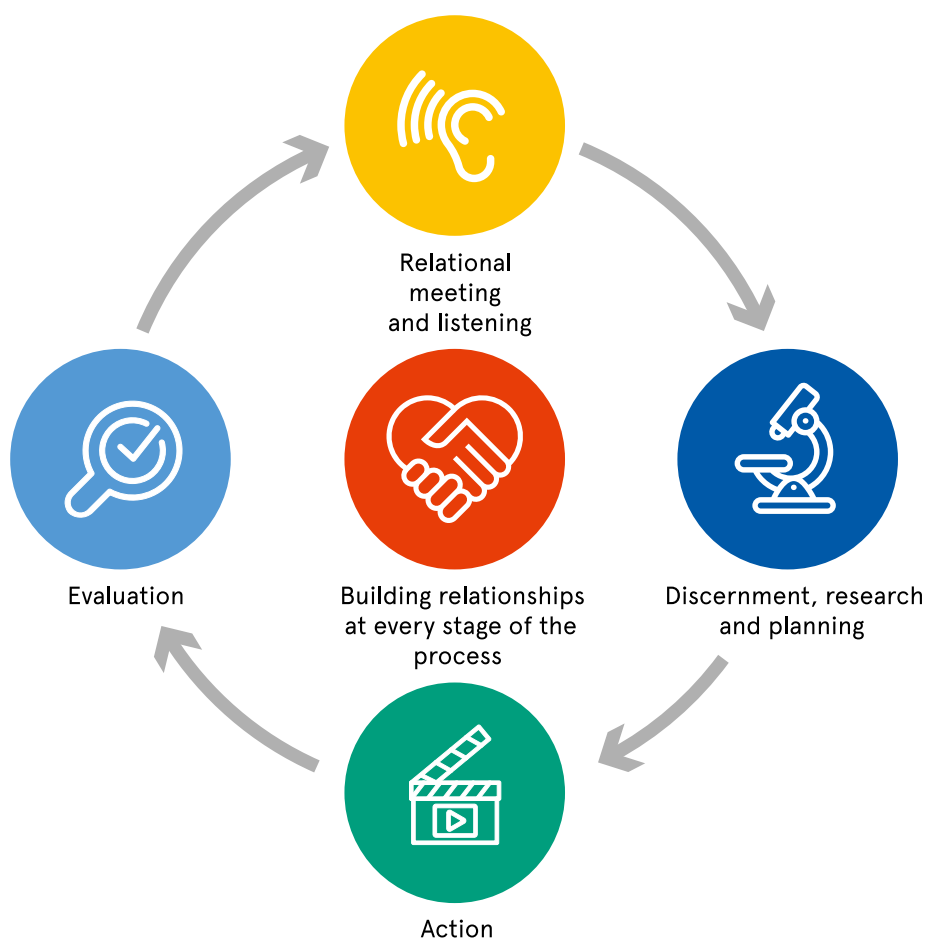 Relational
meeting
and listening
Evaluation
Building relationships
at every stage of the
process
Discernment, research
and planning
Action